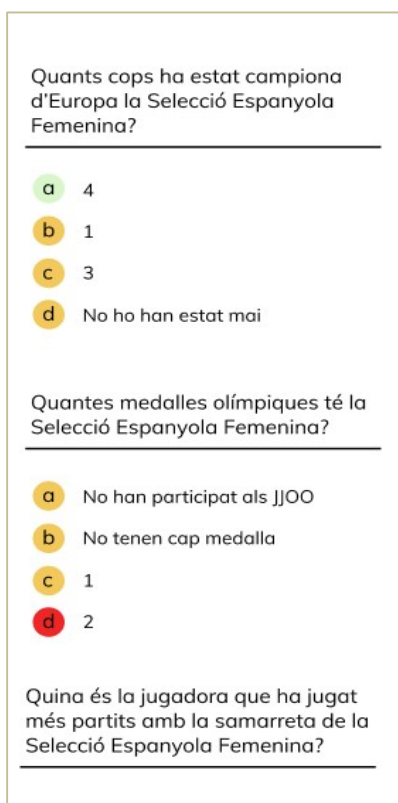 Quants cops ha estat campiona
d'Europa la Selecció Espanyola
Femenina?
a 4
b 1
c 3
d No ho han estat mai
Quantes medalles olímpiques té la
Selecció Espanyola Femenina?
a No han participat als JJOO
b No tenen cap medalla
c 1
d 2
Quina és la jugadora que ha jugat
més partits amb la samarreta de la
Selecció Espanyola Femenina?